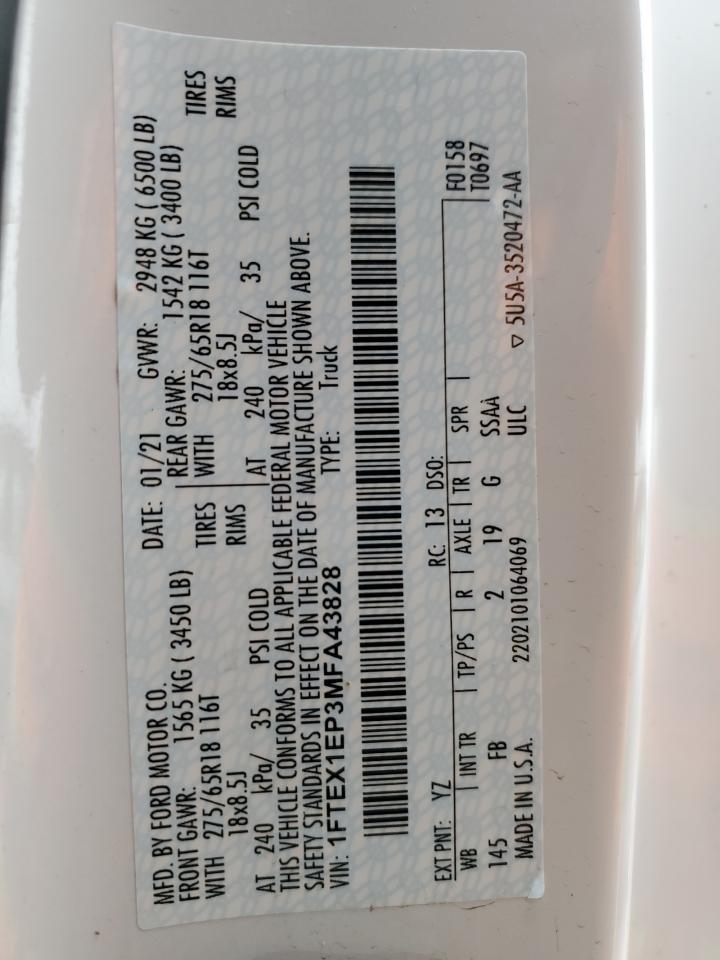 MFD. BY FORD MOTOR CO. DATE: 01/21 GVWR: 2948 KG ( 6500 LB)
FRONT GAWR: 1565 KG ( 3450 LB) REAR GAWR: 1542 KG ( 3400 LB)
WITH 275/65R18 116T TIRES WITH 275/65R18 116T TIRES
18x8.5J RIMS 18x8.5J RIMS
AT 240 kPa/ 35 PSI COLD AT 240 kPa/ 35 PSI COLD
THIS VEHICLE CONFORMS TO ALL APPLICABLE FEDERAL MOTOR VEHICLE
SAFETY STANDARDS IN EFFECT ON THE DATE OF MANUFACTURE SHOWN ABOVE.
VIN: 1FTEX1EP3MFA43828 TYPE: Truck
EXT PNT: YZ RC: 13 DSO: F0158
WB INT TR TP/PS R AXLE TR SPR T0697
145 FB 2 19 G SSAA
MADE IN U.S.A. 2202101064069 ULC ▽ 5U5A-3520472-AA